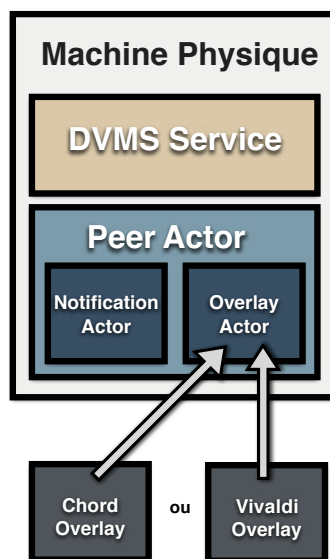 Machine Physique
DVMS Service
Peer Actor
Notification
Actor
Overlay
Actor
Chord
Overlay
ou
Vivaldi
Overlay